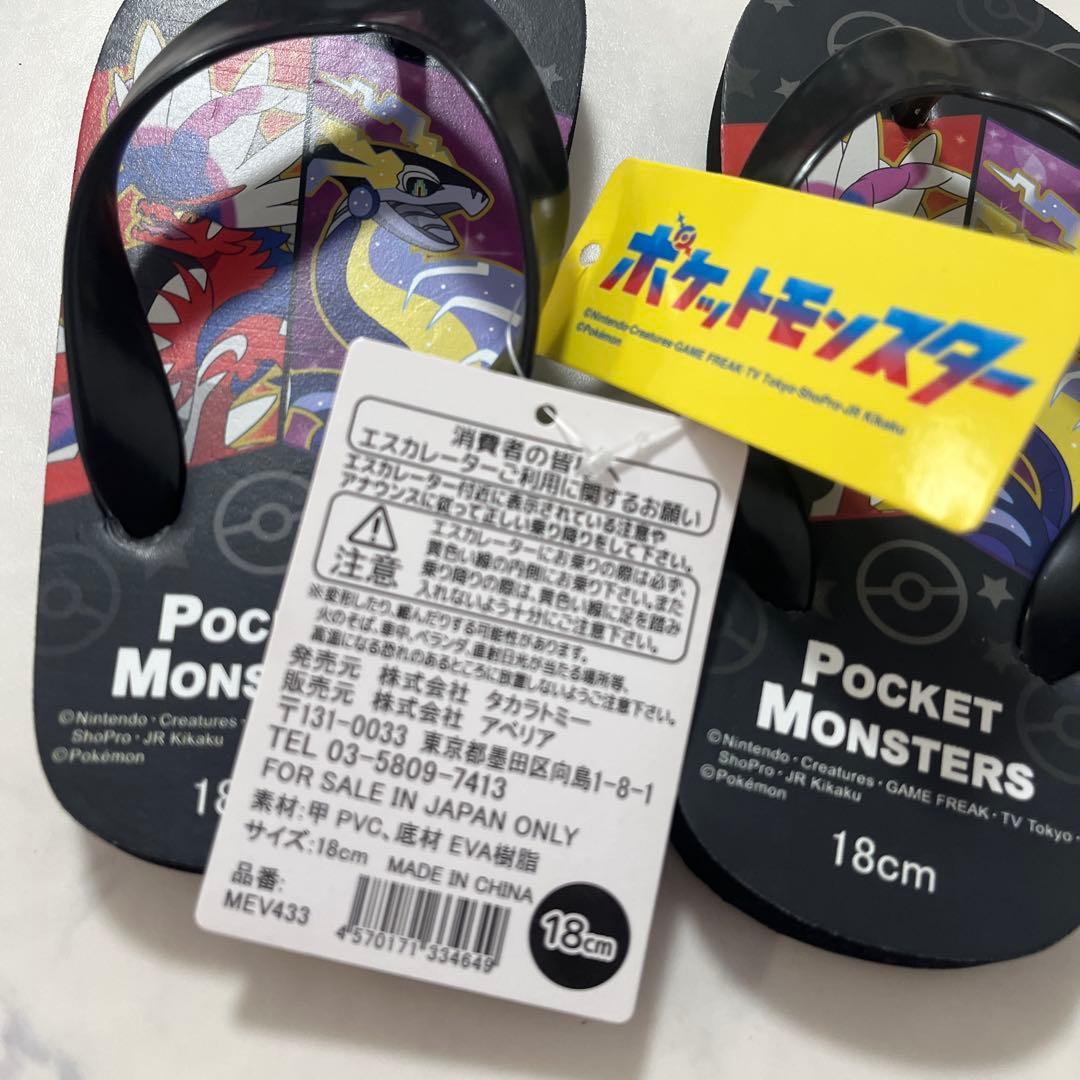 ポケットモンスター
©Nintendo・Creatures・GAME FREAK・TV Tokyo・ShoPro・JR Kikaku
©Pokémon
消費者の皆
エスカレーターご利用に関するお願い
エスカレーター付近に表示されている注意や
アナウンスに従って正しい乗り降りをして下さい。
注意
エスカレーターにお乗りの際は必ず、
黄色い線の内側にお乗り下さい。また
乗り降りの際は、黄色い線に足を踏み
入れないよう十分にご注意下さい。
※変形したり、縮んだりする可能性があります。
火のそば、車中、ベランダ、直射日光が当たる場所等、
高温になる恐れのあるところに放置しないようご注意下さい。
発売元 株式会社 タカラトミー
販売元 株式会社 アベリア
〒131-0033 東京都墨田区向島1-8-1
TEL 03-5809-7413
FOR SALE IN JAPAN ONLY
素材:甲 PVC、底材 EVA樹脂
サイズ:18cm MADE IN CHINA
品番:
MEV433
4570171334649
18cm
POC
MONS
©Nintendo・Creatures・
ShoPro・JR Kikaku
©Pokémon
18
POCKET
MONSTERS
©Nintendo・Creatures・GAME FREAK・TV Tokyo・
ShoPro・JR Kikaku
©Pokémon
18cm